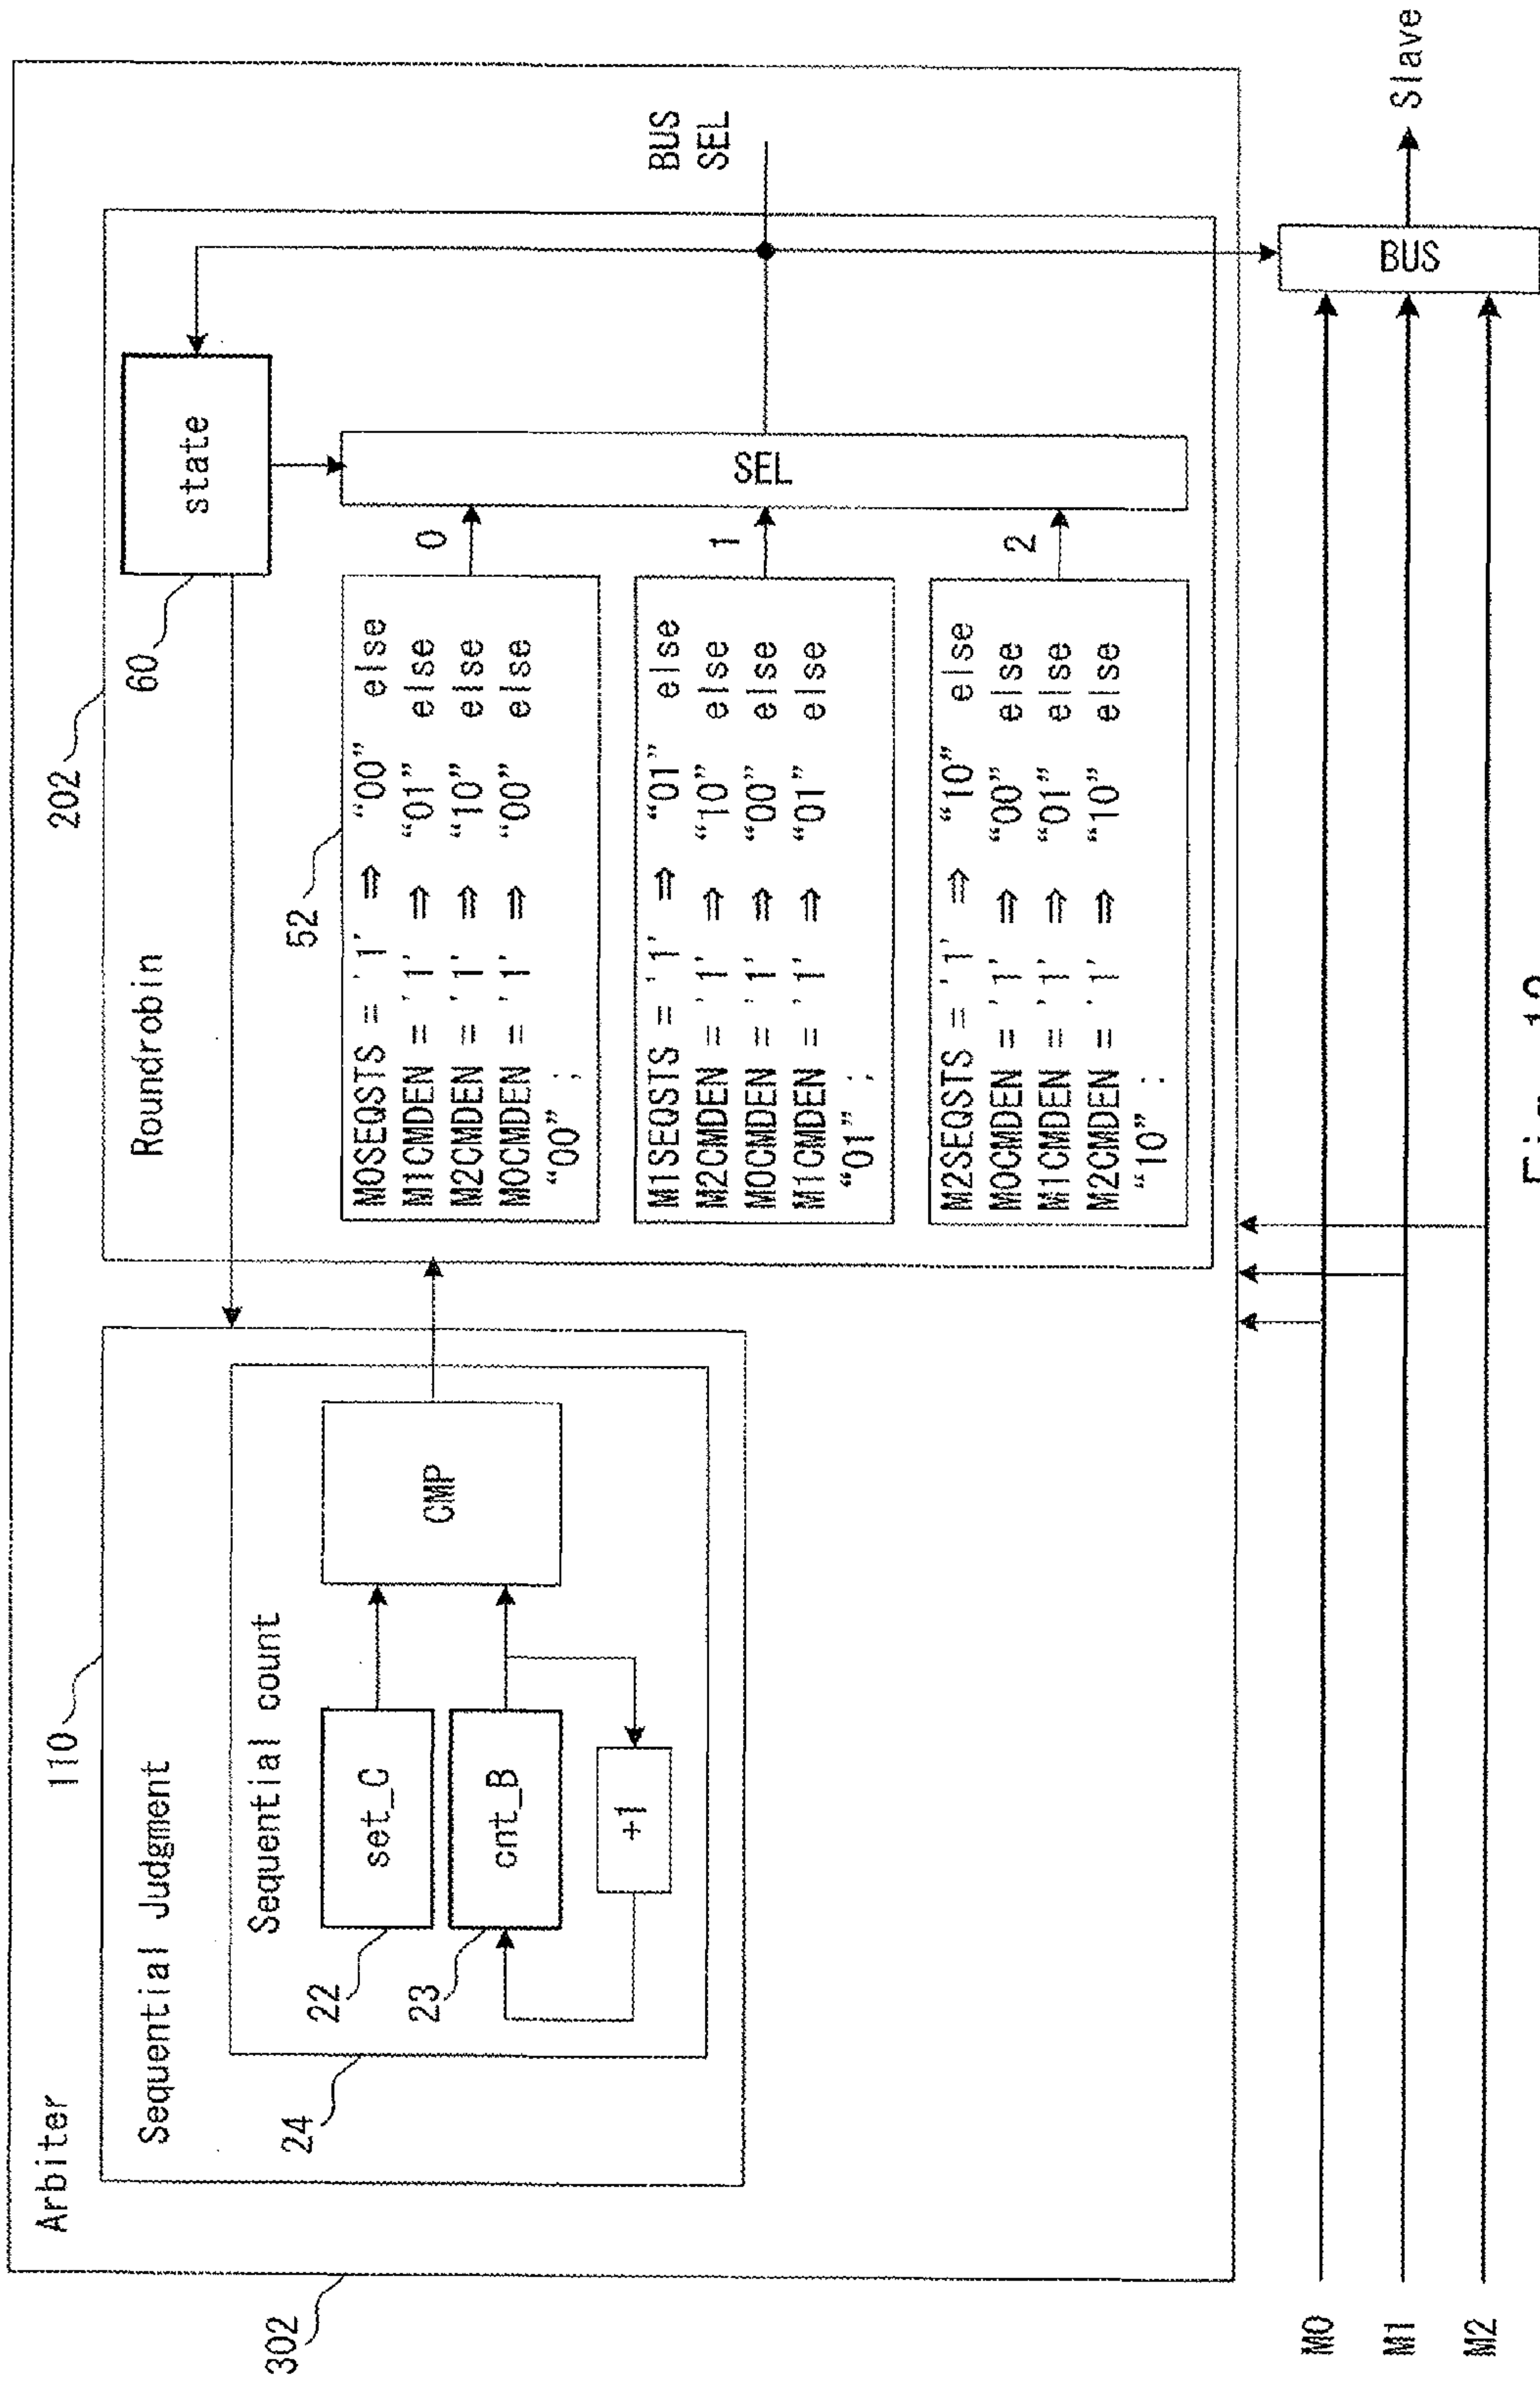 Arbiter
302
110
Sequential Judgment
24
Sequential count
22
set_C
23
cnt_B
+1
CMP
202
Roundrobin
60
state
52
M0SEQSTS ='1' ⇒ “00” else
M1CMDEN ='1' ⇒ “01” else
M2CMDEN ='1' ⇒ “10” else
M0CMDEN ='1' ⇒ “00” else
“00” ;
0
M1SEQSTS ='1' ⇒ “01” else
M2CMDEN ='1' ⇒ “10” else
M0CMDEN ='1' ⇒ “00” else
M1CMDEN ='1' ⇒ “01” else
“01” ;
1
M2SEQSTS ='1' ⇒ “10” else
M0CMDEN ='1' ⇒ “00” else
M1CMDEN ='1' ⇒ “01” else
M2CMDEN ='1' ⇒ “10” else
“10” :
2
SEL
BUS
SEL
M0
M1
M2
BUS
Slave